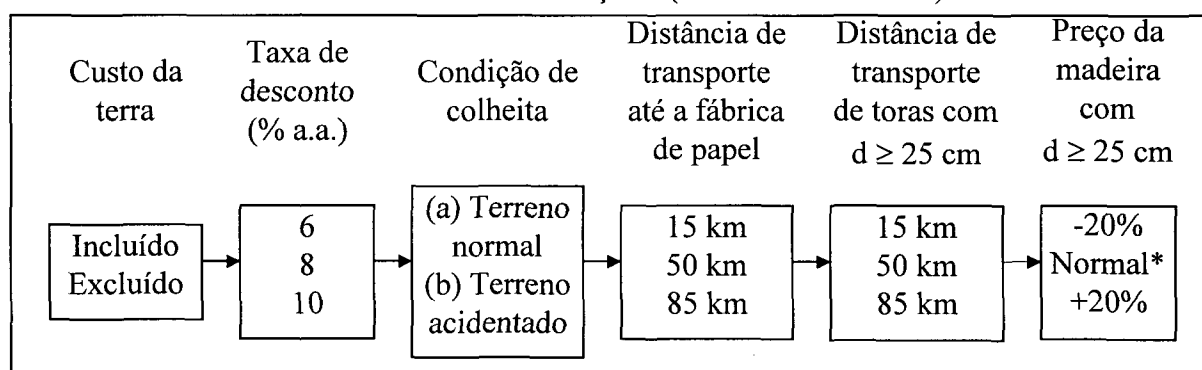 Custo da
terra
Taxa de
desconto
(% a.a.)
Condição de
colheita
Distância de
transporte
até a fábrica
de papel
Distância de
transporte
de toras com
d ≥ 25 cm
Preço da
madeira
com
d ≥ 25 cm
Incluído
Excluído
6
8
10
(a) Terreno
normal
(b) Terreno
acidentado
15 km
50 km
85 km
15 km
50 km
85 km
-20%
Normal*
+20%